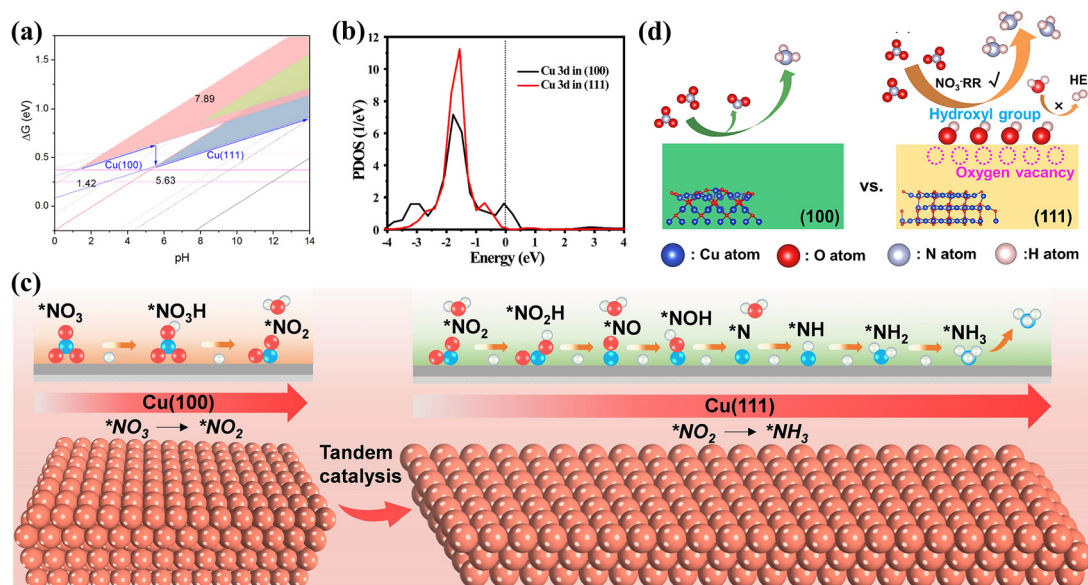 (a)
1.5
1.0
0.5
0.0
ΔG (eV)
7.89
Cu(100)
Cu(111)
1.42
5.63
0 2 4 6 8 10 12 14
pH
(b)
12
10
8
6
4
2
0
PDOS (1/eV)
Cu 3d in (100)
Cu 3d in (111)
-4 -3 -2 -1 0 1 2 3 4
Energy (eV)
(d)
NO₃⁻RR √
HE
×
Hydroxyl group
Oxygen vacancy
(100)
vs.
(111)
: Cu atom : O atom : N atom :H atom
(c)
*NO₃
*NO₃H
*NO₂
Cu(100)
*NO₃ → *NO₂
*NO₂
*NO₂H
*NO
*NOH
*N
*NH
*NH₂
*NH₃
Cu(111)
*NO₂ → *NH₃
Tandem
catalysis